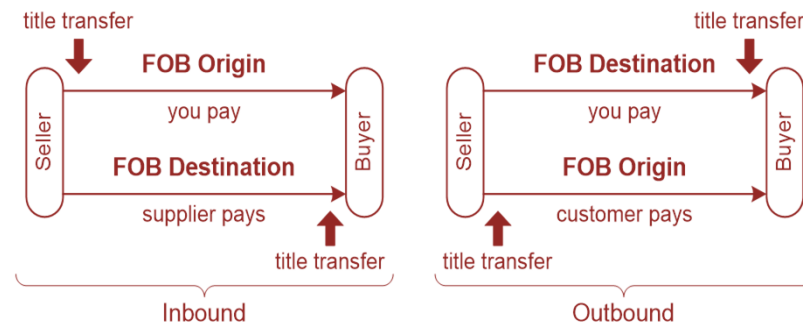 title transfer
FOB Origin
you pay
Seller
Buyer
FOB Destination
supplier pays
title transfer
Inbound
title transfer
FOB Destination
you pay
Seller
Buyer
FOB Origin
customer pays
title transfer
Outbound